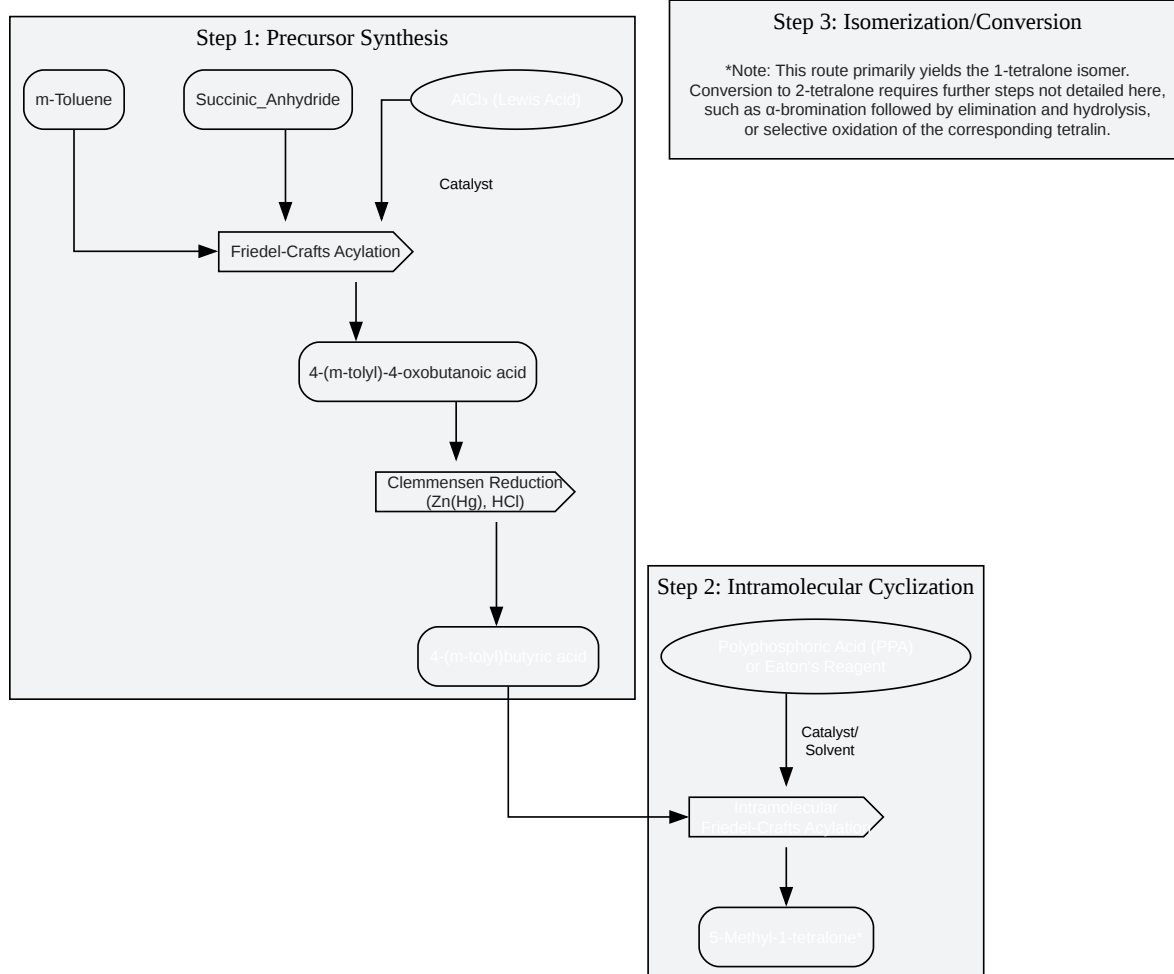 Step 1: Precursor Synthesis
m-Toluene
Succinic_Anhydride
AlCl₃ (Lewis Acid)
Catalyst
Friedel-Crafts Acylation
4-(m-tolyl)-4-oxobutanoic acid
Clemmensen Reduction
(Zn(Hg), HCl)
4-(m-tolyl)butyric acid
Step 2: Intramolecular Cyclization
Polyphosphoric Acid (PPA)
or Eaton's Reagent
Catalyst/
Solvent
Intramolecular
Friedel-Crafts Acylation
5-Methyl-1-tetralone*
Step 3: Isomerization/Conversion
*Note: This route primarily yields the 1-tetralone isomer.
Conversion to 2-tetralone requires further steps not detailed here,
such as α-bromination followed by elimination and hydrolysis,
or selective oxidation of the corresponding tetralin.